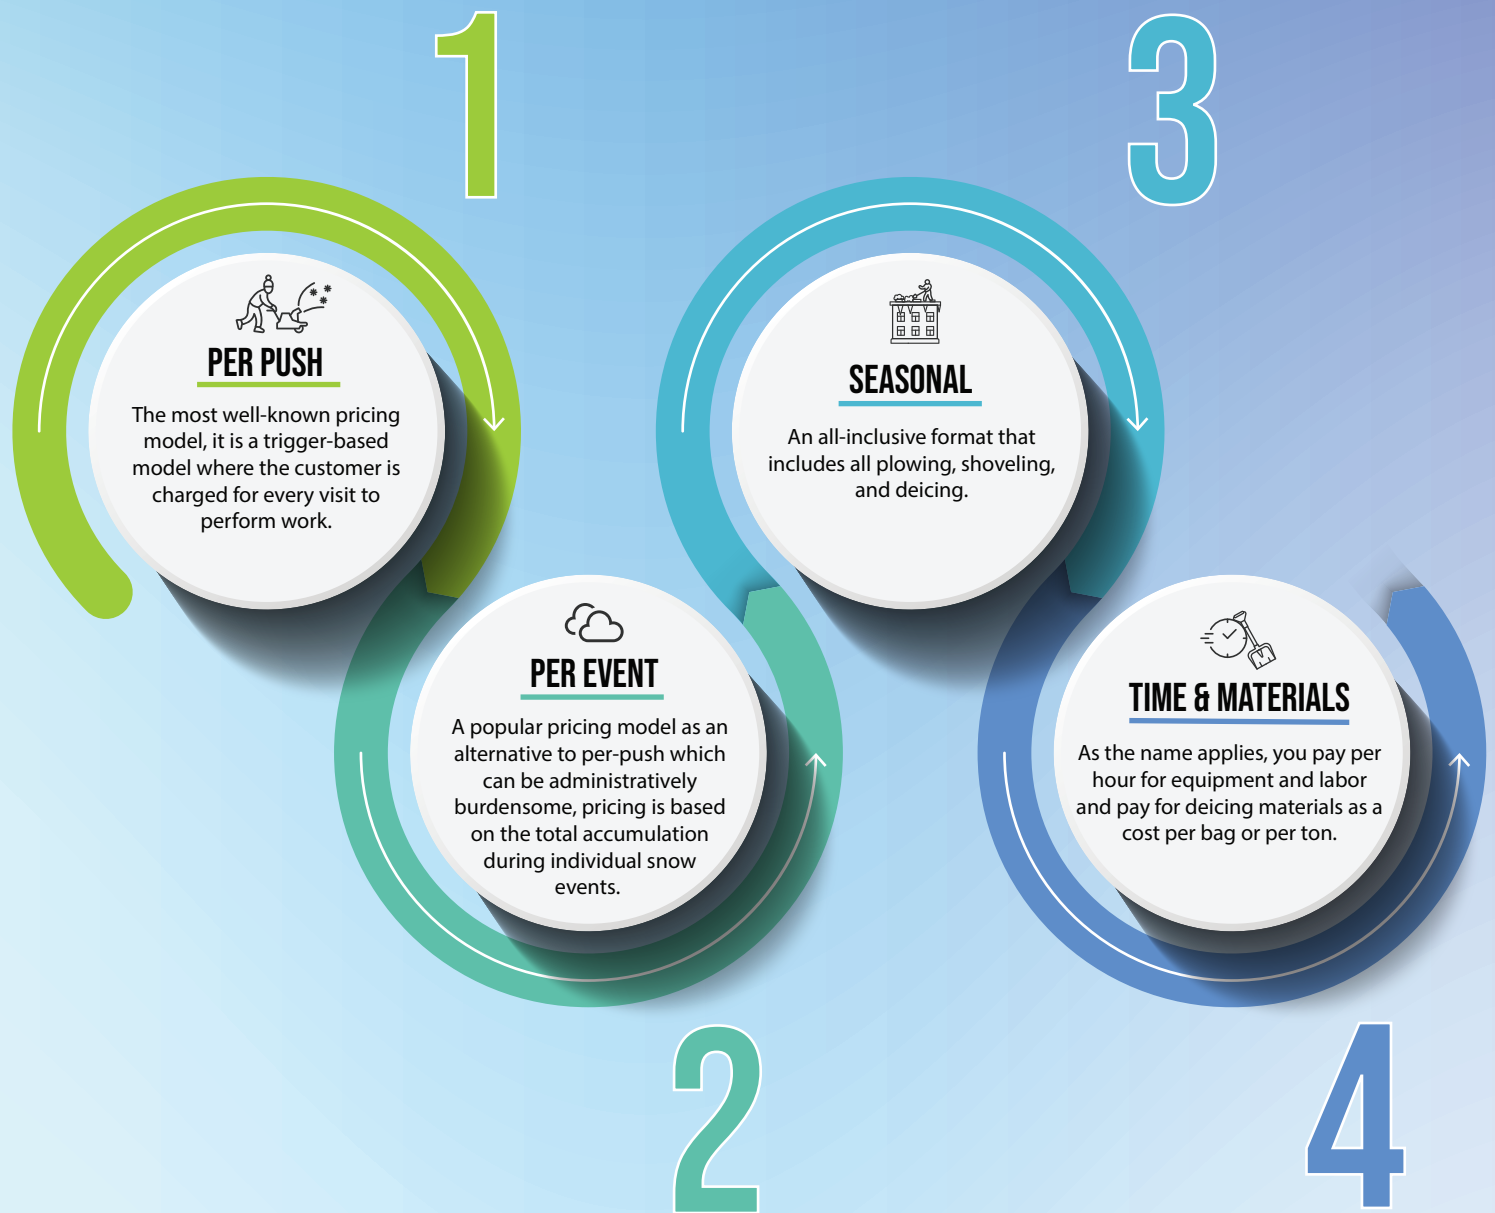 1
PER PUSH
The most well-known pricing
model, it is a trigger-based
model where the customer is
charged for every visit to
perform work.
2
PER EVENT
A popular pricing model as an
alternative to per-push which
can be administratively
burdensome, pricing is based
on the total accumulation
during individual snow
events.
3
SEASONAL
An all-inclusive format that
includes all plowing, shoveling,
and deicing.
4
TIME & MATERIALS
As the name applies, you pay per
hour for equipment and labor
and pay for deicing materials as a
cost per bag or per ton.